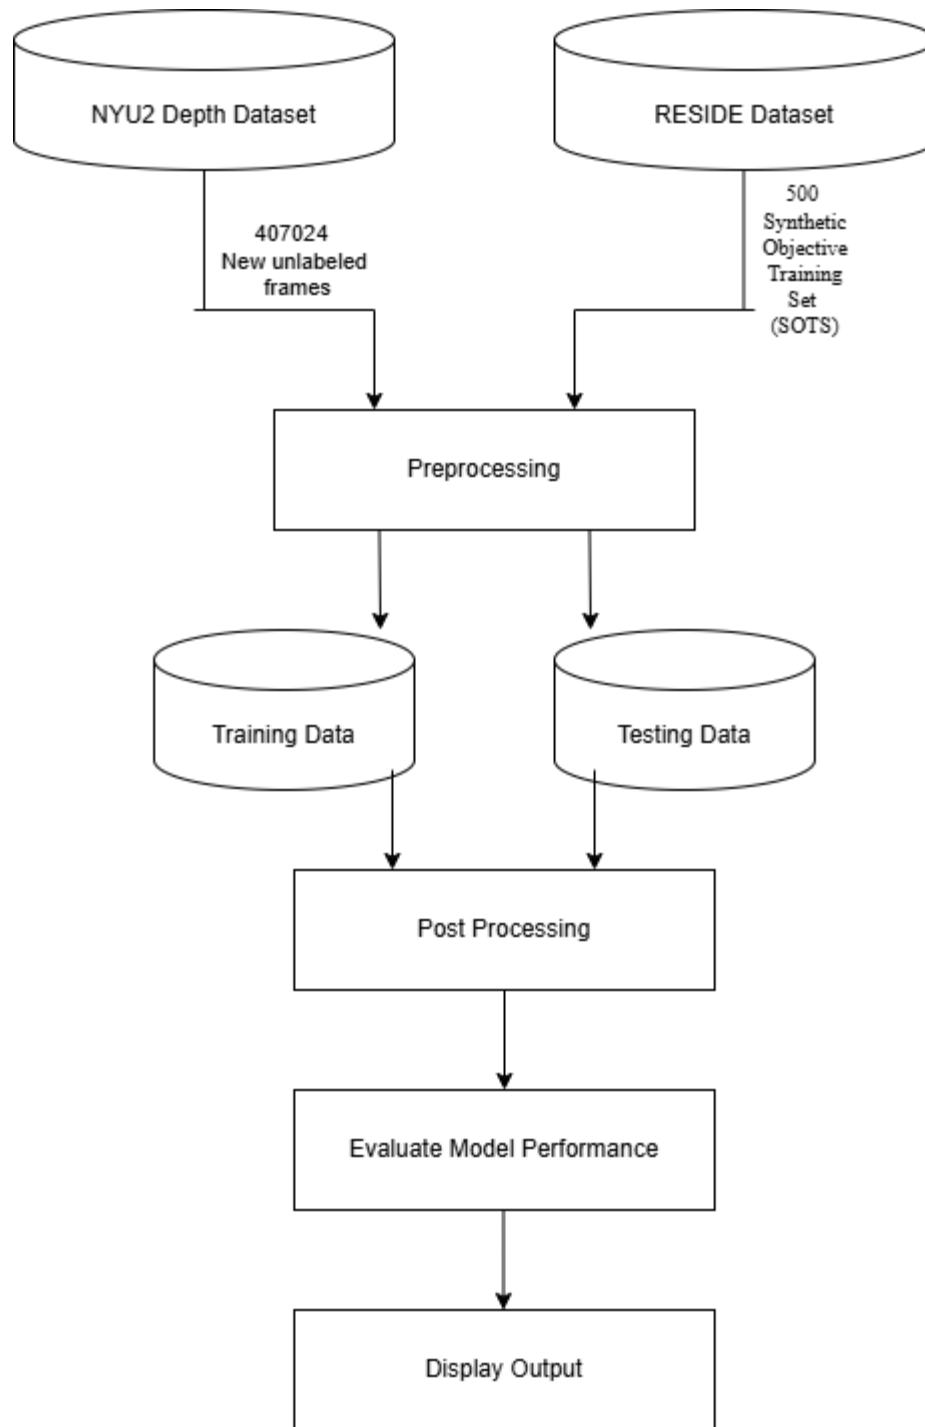 NYU2 Depth Dataset
RESIDE Dataset
407024
New unlabeled
frames
500
Synthetic
Objective
Training
Set
(SOTS)
Preprocessing
Training Data
Testing Data
Post Processing
Evaluate Model Performance
Display Output